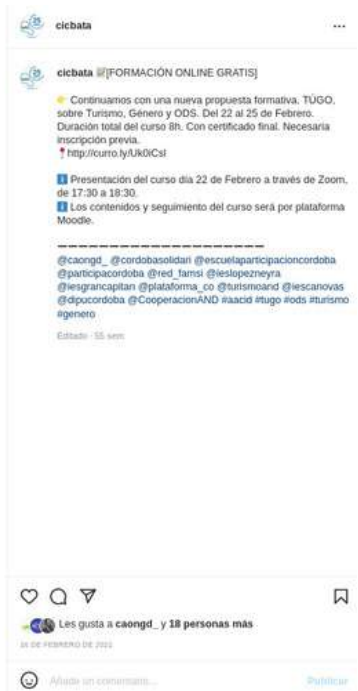 cicbata
cicbata [FORMACIÓN ONLINE GRATIS]
Continuamos con una nueva propuesta formativa. TÚGO,
sobre Turismo, Género y ODS. Del 22 al 25 de Febrero.
Duración total del curso 8h. Con certificado final. Necesaria
inscripción previa.
http://curro.ly/Uk0iCsI
Presentación del curso día 22 de Febrero a través de Zoom,
de 17:30 a 18:30.
Los contenidos y seguimiento del curso será por plataforma
Moodle.
@caongd_ @cordobasolidari @escuelaparticipacioncordoba
@participacordoba @red_famsi @ieslopezneyra
@iesgrancapitan @plataforma_co @turismoand @iescanovas
@dipucordoba @CooperacionAND #aacid #tugo #ods #turismo
#genero
Editado · 55 sem
Les gusta a caongd_ y 18 personas más
DE FEBRERO DE 2022
Añade un comentario...
Publicar